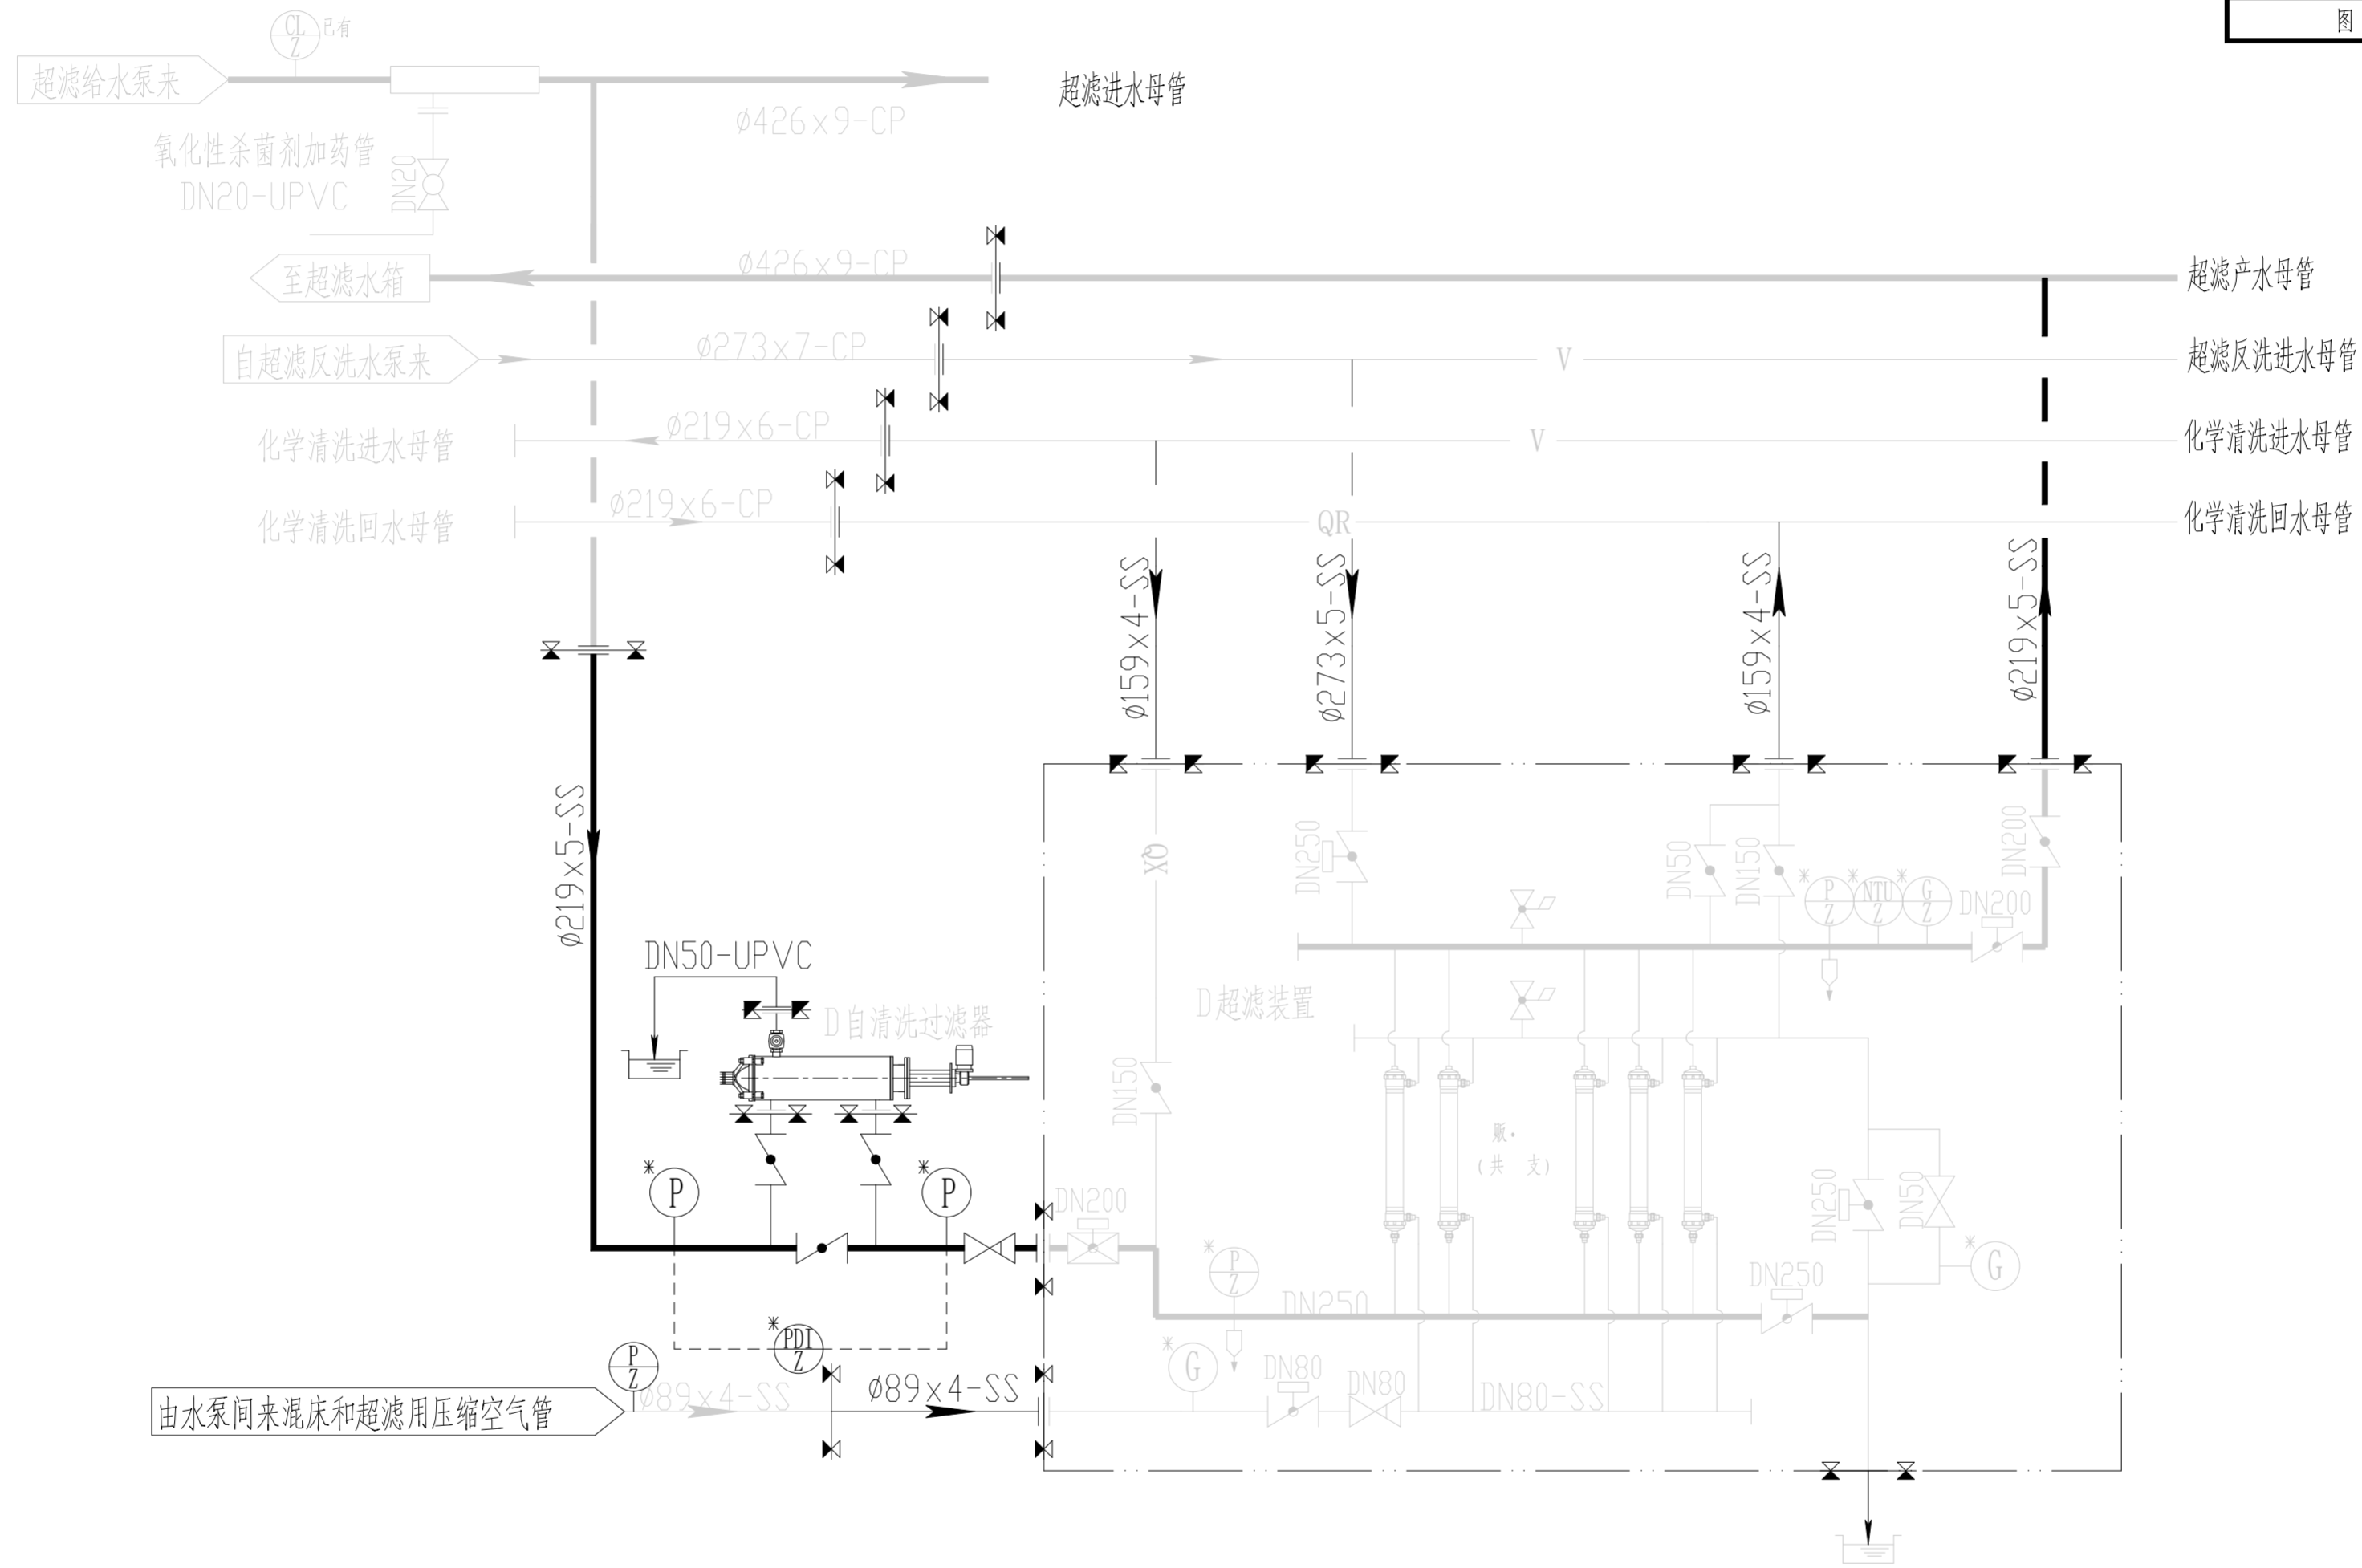 图
CL
Z
已有
超滤给水泵来
超滤进水母管
ø426x9-CP
氧化性杀菌剂加药管
DN20-UPVC
DN20
至超滤水箱
ø426x9-CP
超滤产水母管
自超滤反洗水泵来
ø273x7-CP
V
超滤反洗进水母管
化学清洗进水母管
ø219x6-CP
V
化学清洗进水母管
化学清洗回水母管
ø219x6-CP
QR
化学清洗回水母管
ø159x4-SS
ø273x5-SS
ø159x4-SS
ø219x5-SS
ø219x5-SS
XQ
DN250
DN50
DN150
DN200
P
Z
NTU
Z
G
Z
DN200
DN50-UPVC
D自清洗过滤器
D超滤装置
DN150
(共 支)
P
P
DN200
DN250
DN50
P
Z
G
DN250
DN250
PDI
Z
P
Z
G
DN80
DN80
DN80-SS
ø89x4-SS
ø89x4-SS
由水泵间来混床和超滤用压缩空气管